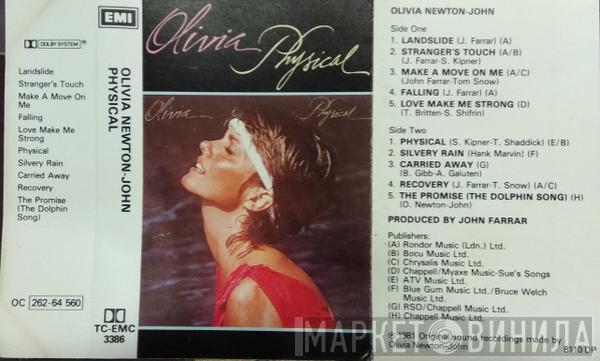 EMI
DOLBY SYSTEM
Landslide
Stranger's Touch
Make A Move On
Me
Falling
Love Make Me
Strong
Physical
Silvery Rain
Carried Away
Recovery
The Promise
(The Dolphin
Song)
OC 262-64 560
OLIVIA NEWTON-JOHN
PHYSICAL
TC-EMC
3386
Olivia Physical
Olivia Physical
OLIVIA NEWTON-JOHN
Side One
1. LANDSLIDE (J. Farrar) (A)
2. STRANGER'S TOUCH (A/B)
(J. Farrar-S. Kipner)
3. MAKE A MOVE ON ME (A/C)
(John Farrar-Tom Snow)
4. FALLING (J. Farrar) (A)
5. LOVE MAKE ME STRONG (D)
(T. Britten-S. Shifrin)
Side Two
1. PHYSICAL (S. Kipner-T. Shaddick) (E/B)
2. SILVERY RAIN (Hank Marvin) (F)
3. CARRIED AWAY (G)
(B. Gibb-A. Galuten)
4. RECOVERY (J. Farrar-T. Snow) (A/C)
5. THE PROMISE (THE DOLPHIN SONG) (H)
(O. Newton-John)
PRODUCED BY JOHN FARRAR
Publishers:
(A) Rondor Music (Ldn.) Ltd.
(B) Bocu Music Ltd.
(C) Chrysalis Music Ltd.
(D) Chappell/Myaxe Music-Sue's Songs
(E) ATV Music Ltd.
(F) Blue Gum Music Ltd./Bruce Welch
Music Ltd.
(G) RSO/Chappell Music Ltd.
(H) Chappell Music Ltd.
МАРКЕТ ВИНИЛА
℗ 1981 Original sound recordings made by
Olivia Newton-John
8110 DP